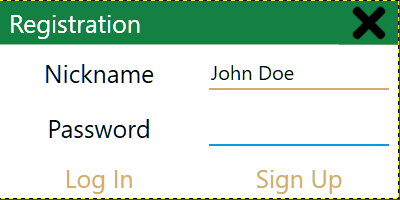 Registration
Nickname John Doe
Password
Log In Sign Up